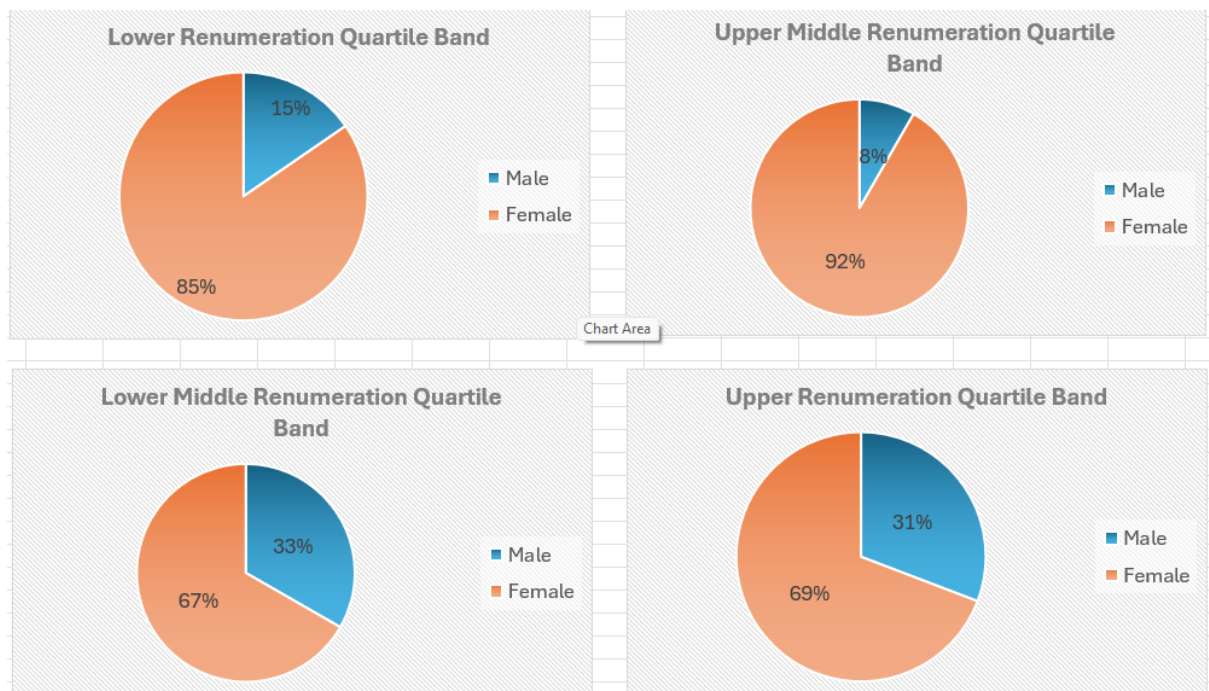 Lower Renumeration Quartile Band
15%
85%
Male
Female
Upper Middle Renumeration Quartile
Band
8%
92%
Male
Female
Chart Area
Lower Middle Renumeration Quartile
Band
33%
67%
Male
Female
Upper Renumeration Quartile Band
31%
69%
Male
Female